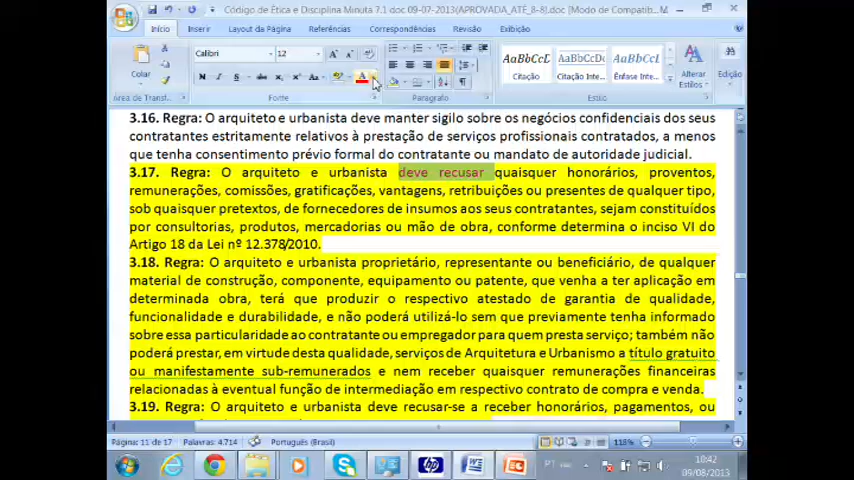 Código de Ética e Disciplina Minuta 7.1 doc 09-07-2013(APROVADA_ATÉ_8-8).doc [Modo de Compatib...
Início Inserir Layout da Página Referências Correspondências Revisão Exibição
Colar
Calibri 12
N I S abe x₂ x² Aa
AaBbCcL AaBbCcDc AaBbCcI
Citação Citação Inte... Ênfase Inte...
Alterar Estilos
Edição
Área de Transf... Fonte Parágrafo Estilo
3.16. Regra: O arquiteto e urbanista deve manter sigilo sobre os negócios confidenciais dos seus
contratantes estritamente relativos à prestação de serviços profissionais contratados, a menos
que tenha consentimento prévio formal do contratante ou mandato de autoridade judicial.
3.17. Regra: O arquiteto e urbanista deve recusar quaisquer honorários, proventos,
remunerações, comissões, gratificações, vantagens, retribuições ou presentes de qualquer tipo,
sob quaisquer pretextos, de fornecedores de insumos aos seus contratantes, sejam constituídos
por consultorias, produtos, mercadorias ou mão de obra, conforme determina o inciso VI do
Artigo 18 da Lei nº 12.378/2010.
3.18. Regra: O arquiteto e urbanista proprietário, representante ou beneficiário, de qualquer
material de construção, componente, equipamento ou patente, que venha a ter aplicação em
determinada obra, terá que produzir o respectivo atestado de garantia de qualidade,
funcionalidade e durabilidade, e não poderá utilizá-lo sem que previamente tenha informado
sobre essa particularidade ao contratante ou empregador para quem presta serviço; também não
poderá prestar, em virtude desta qualidade, serviços de Arquitetura e Urbanismo a título gratuito
ou manifestamente sub-remunerados e nem receber quaisquer remunerações financeiras
relacionadas à eventual função de intermediação em respectivo contrato de compra e venda.
3.19. Regra: O arquiteto e urbanista deve recusar-se a receber honorários, pagamentos, ou
Página: 11 de 17 Palavras: 4.714 Português (Brasil) 118%
PT 10:42
09/08/2013